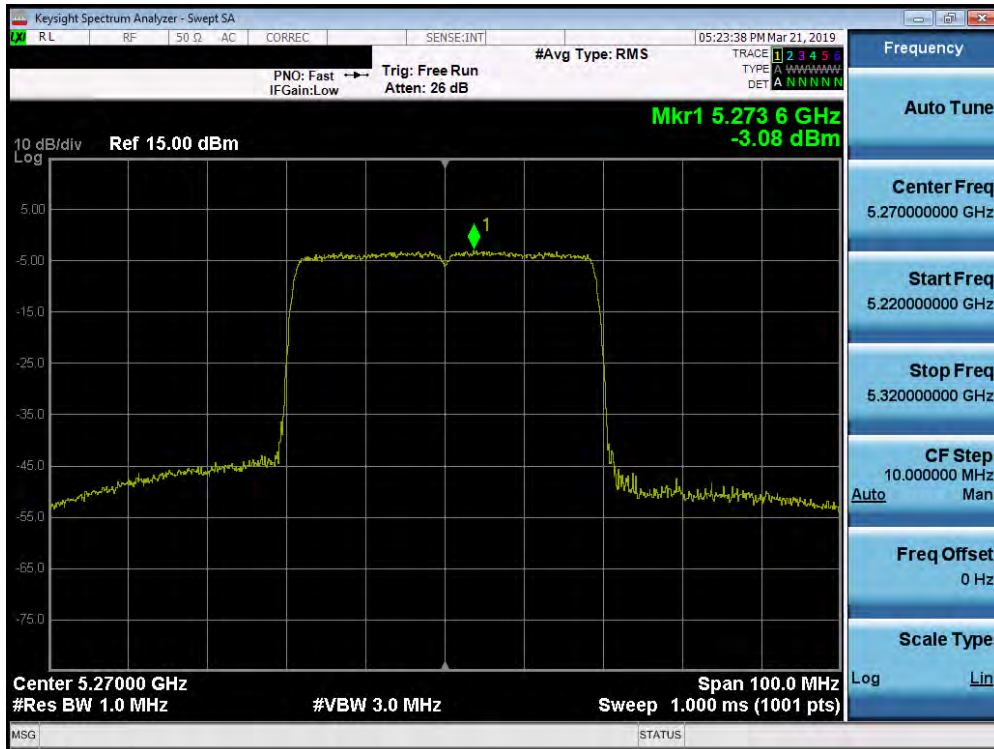 Keysight Spectrum Analyzer - Swept SA
LXI RL RF 50 Ω AC CORREC SENSE:INT 05:23:38 PM Mar 21, 2019
#Avg Type: RMS TRACE 1 2 3 4 5 6
PNO: Fast Trig: Free Run TYPE A WWWWW
IFGain:Low Atten: 26 dB DET A N N N N N
Mkr1 5.273 6 GHz
-3.08 dBm
10 dB/div Ref 15.00 dBm
Log
5.00
1
-5.00
-15.0
-25.0
-35.0
-45.0
-55.0
-65.0
-75.0
Center 5.27000 GHz Span 100.0 MHz
#Res BW 1.0 MHz #VBW 3.0 MHz Sweep 1.000 ms (1001 pts)
MSG STATUS
Frequency
Auto Tune
Center Freq
5.270000000 GHz
Start Freq
5.220000000 GHz
Stop Freq
5.320000000 GHz
CF Step
10.000000 MHz
Auto Man
Freq Offset
0 Hz
Scale Type
Log Lin